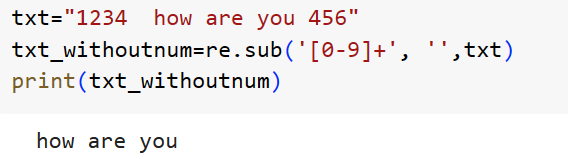 txt="1234  how are you 456"
txt_withoutnum=re.sub('[0-9]+', '',txt)
print(txt_withoutnum)
  how are you